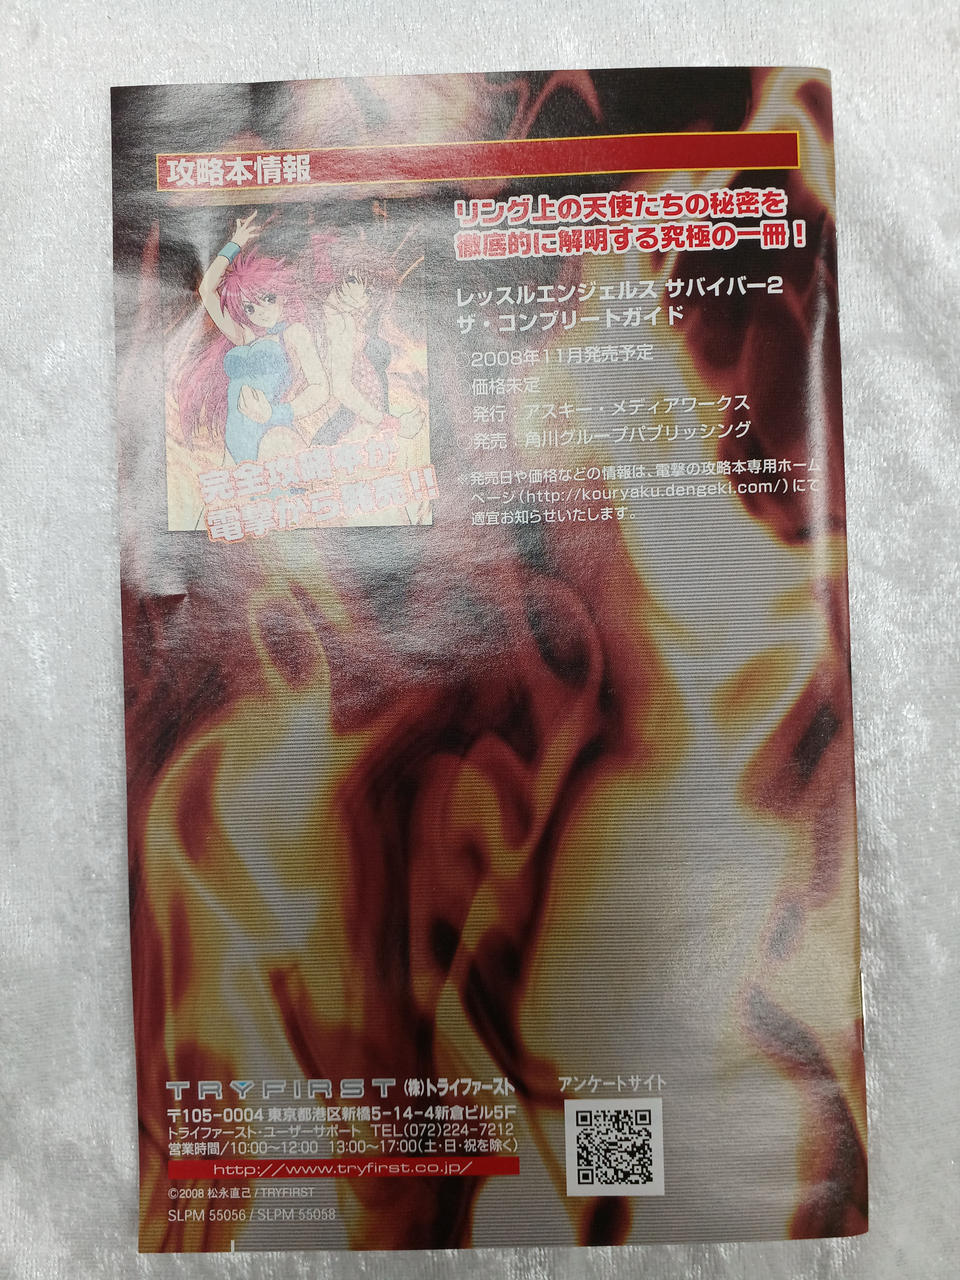 攻略本情報
リング上の天使たちの秘密を
徹底的に解明する究極の一冊！
レッスルエンジェルス サバイバー2
ザ・コンプリートガイド
○2008年11月発売予定
○価格未定
○発行：アスキー・メディアワークス
○発売：角川グループパブリッシング
※発売日や価格などの情報は、電撃の攻略本専用ホーム
ページ（http://kouryaku.dengeki.com/）にて
適宜お知らせいたします。
完全攻略本が
電撃から発売!!
TRYFIRST (株)トライファースト
〒105-0004 東京都港区新橋5-14-4新倉ビル5F
トライファースト・ユーザーサポート TEL(072)224-7212
営業時間/10:00～12:00 13:00～17:00(土・日・祝を除く)
http://www.tryfirst.co.jp/
©2008 松永直己 / TRYFIRST
SLPM 55056 / SLPM 55058
アンケートサイト